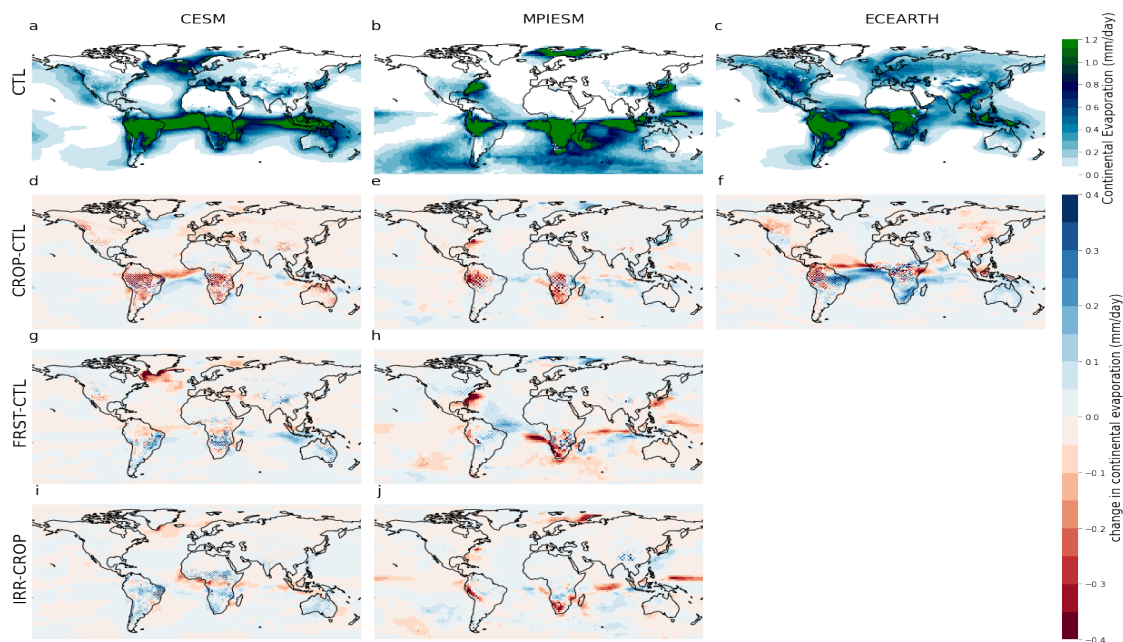 CESM
MPIESM
ECEARTH
a
b
c
CTL
1.2
1.0
0.8
0.6
0.4
0.2
0.0
Continental Evaporation (mm/day)
d
e
f
CROP-CTL
g
h
FRST-CTL
i
j
IRR-CROP
0.4
0.3
0.2
0.1
0.0
−0.1
−0.2
−0.3
−0.4
change in continental evaporation (mm/day)